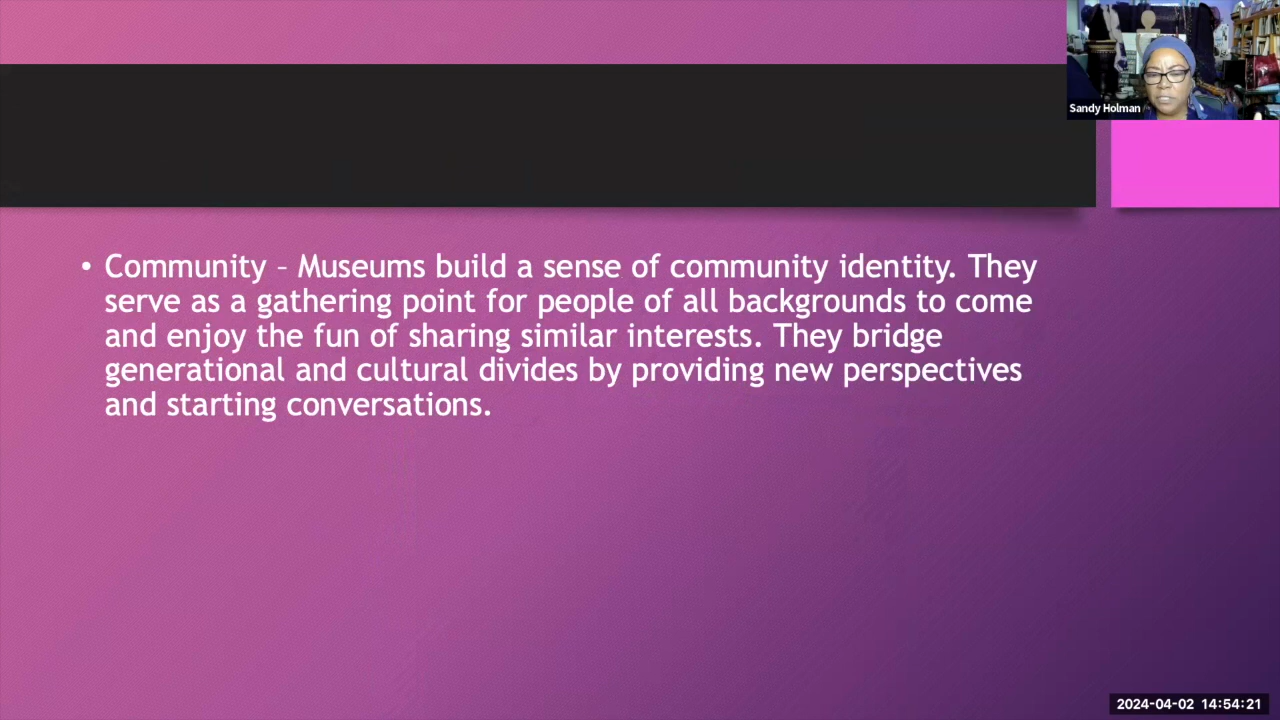 Sandy Holman
• Community – Museums build a sense of community identity. They
serve as a gathering point for people of all backgrounds to come
and enjoy the fun of sharing similar interests. They bridge
generational and cultural divides by providing new perspectives
and starting conversations.
2024-04-02 14:54:21